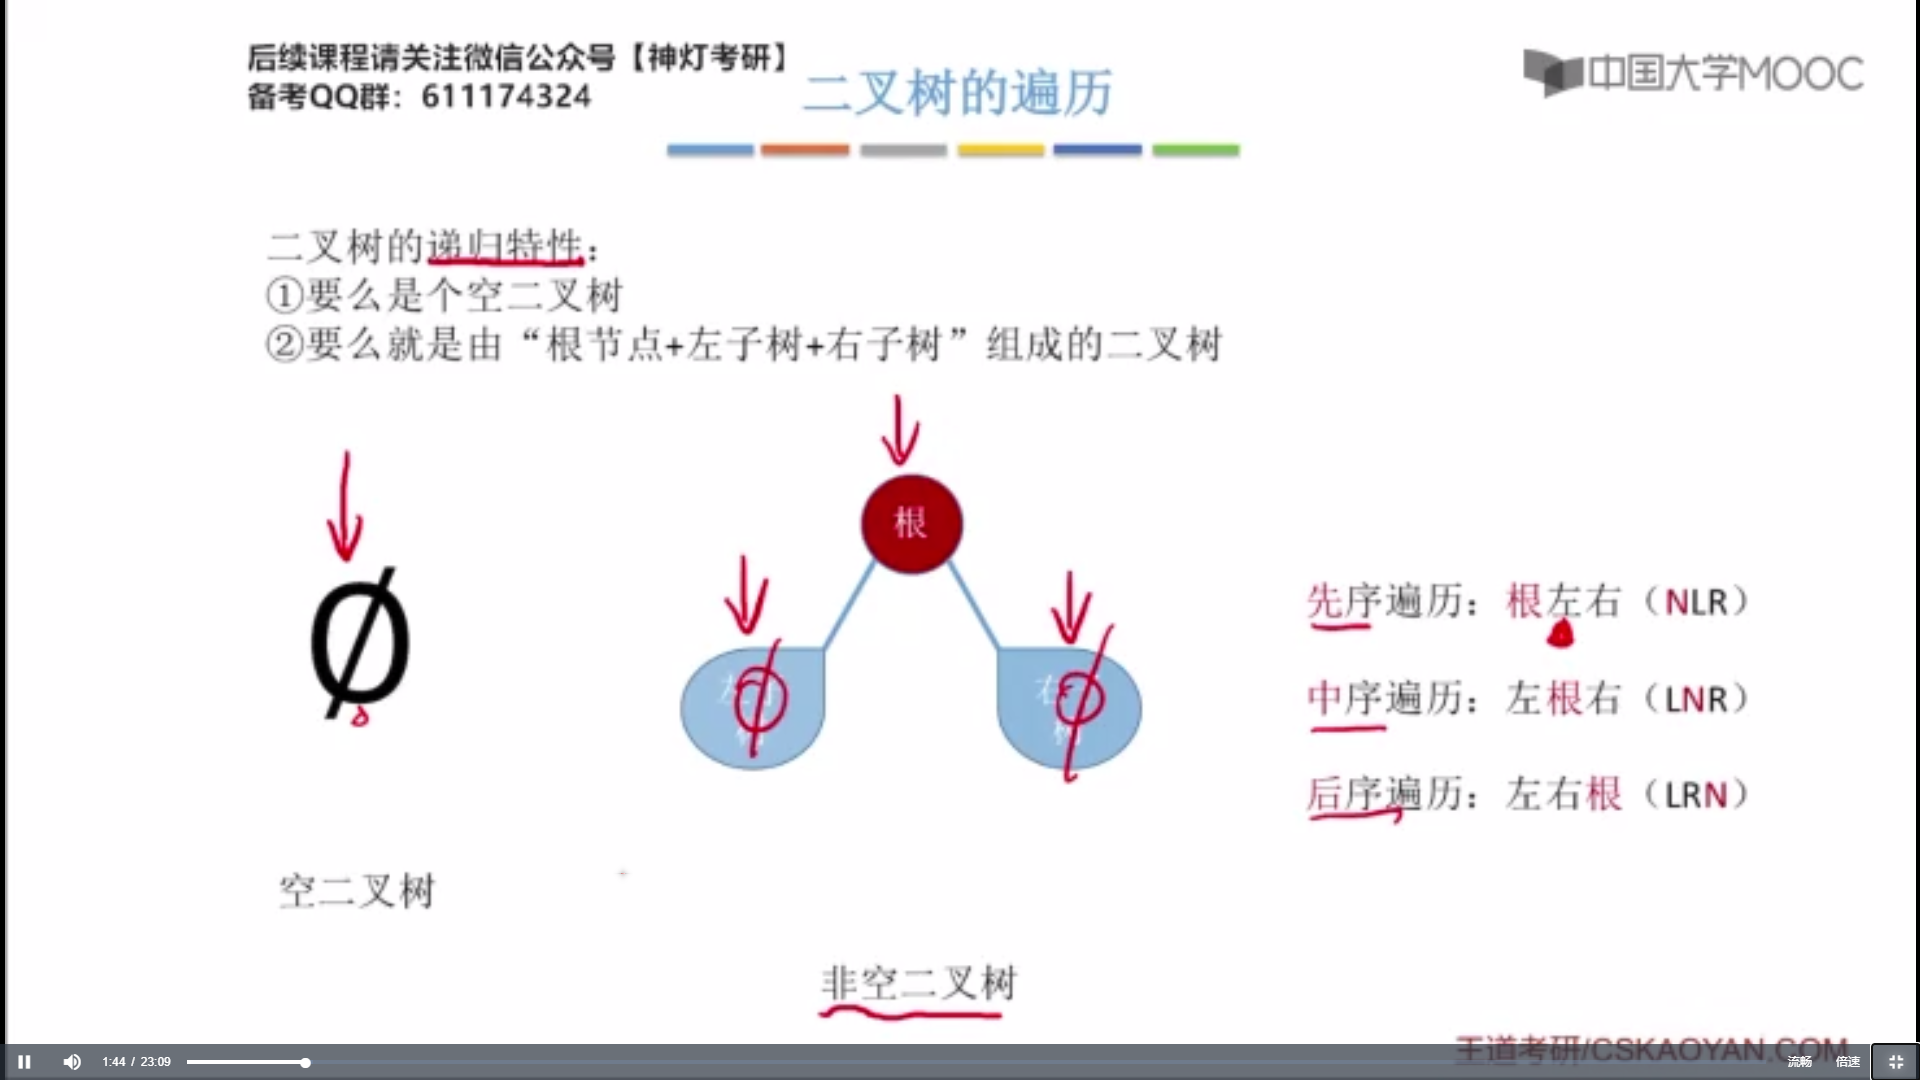 后续课程请关注微信公众号【神灯考研】
备考QQ群：611174324
二叉树的遍历
中国大学MOOC
二叉树的递归特性：
①要么是个空二叉树
②要么就是由“根节点+左子树+右子树”组成的二叉树
根
Ø
左
树
右
树
先序遍历：根左右（NLR）
中序遍历：左根右（LNR）
后序遍历：左右根（LRN）
空二叉树
非空二叉树
王道考研/CSKAOYAN.COM
1:44 / 23:09
流畅
倍速